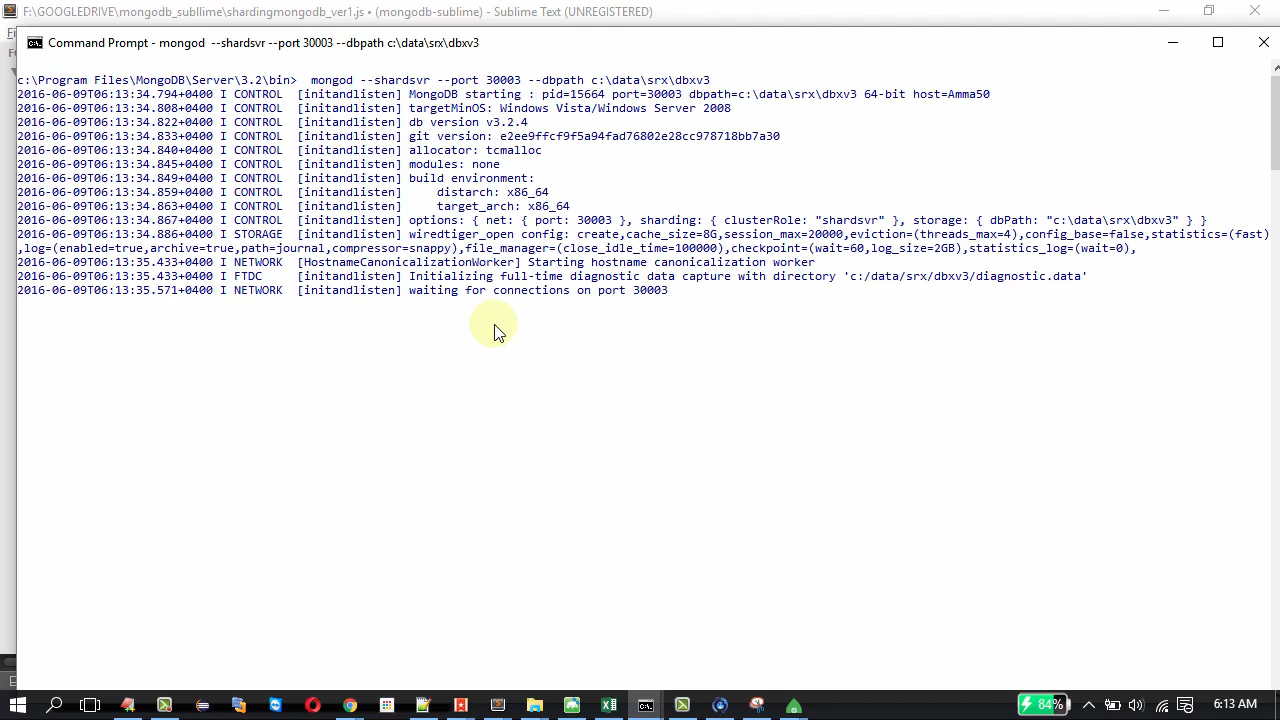 F:\GOOGLEDRIVE\mongodb_subllime\shardingmongodb_ver1.js • (mongodb-sublime) - Sublime Text (UNREGISTERED)
Command Prompt - mongod --shardsvr --port 30003 --dbpath c:\data\srx\dbxv3
c:\Program Files\MongoDB\Server\3.2\bin> mongod --shardsvr --port 30003 --dbpath c:\data\srx\dbxv3
2016-06-09T06:13:34.794+0400 I CONTROL [initandlisten] MongoDB starting : pid=15664 port=30003 dbpath=c:\data\srx\dbxv3 64-bit host=Amma50
2016-06-09T06:13:34.808+0400 I CONTROL [initandlisten] targetMinOS: Windows Vista/Windows Server 2008
2016-06-09T06:13:34.822+0400 I CONTROL [initandlisten] db version v3.2.4
2016-06-09T06:13:34.833+0400 I CONTROL [initandlisten] git version: e2ee9ffcf9f5a94fad76802e28cc978718bb7a30
2016-06-09T06:13:34.840+0400 I CONTROL [initandlisten] allocator: tcmalloc
2016-06-09T06:13:34.845+0400 I CONTROL [initandlisten] modules: none
2016-06-09T06:13:34.849+0400 I CONTROL [initandlisten] build environment:
2016-06-09T06:13:34.859+0400 I CONTROL [initandlisten] distarch: x86_64
2016-06-09T06:13:34.863+0400 I CONTROL [initandlisten] target_arch: x86_64
2016-06-09T06:13:34.867+0400 I CONTROL [initandlisten] options: { net: { port: 30003 }, sharding: { clusterRole: "shardsvr" }, storage: { dbPath: "c:\data\srx\dbxv3" } }
2016-06-09T06:13:34.886+0400 I STORAGE [initandlisten] wiredtiger_open config: create,cache_size=8G,session_max=20000,eviction=(threads_max=4),config_base=false,statistics=(fast)
,log=(enabled=true,archive=true,path=journal,compressor=snappy),file_manager=(close_idle_time=100000),checkpoint=(wait=60,log_size=2GB),statistics_log=(wait=0),
2016-06-09T06:13:35.433+0400 I NETWORK [HostnameCanonicalizationWorker] Starting hostname canonicalization worker
2016-06-09T06:13:35.433+0400 I FTDC [initandlisten] Initializing full-time diagnostic data capture with directory 'c:/data/srx/dbxv3/diagnostic.data'
2016-06-09T06:13:35.571+0400 I NETWORK [initandlisten] waiting for connections on port 30003
84%
6:13 AM